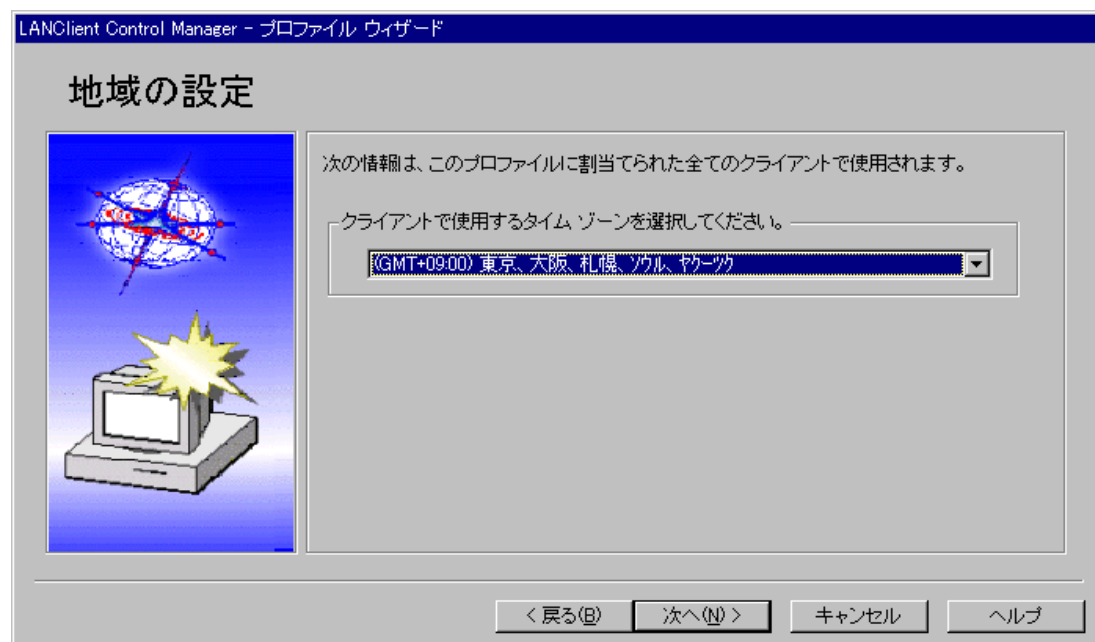 LANClient Control Manager - プロファイル ウィザード
地域の設定
次の情報は、このプロファイルに割当てられた全てのクライアントで使用されます。
クライアントで使用するタイム ゾーンを選択してください。
(GMT+09:00) 東京、大阪、札幌、ソウル、ヤクーツク
< 戻る(B)
次へ(N) >
キャンセル
ヘルプ